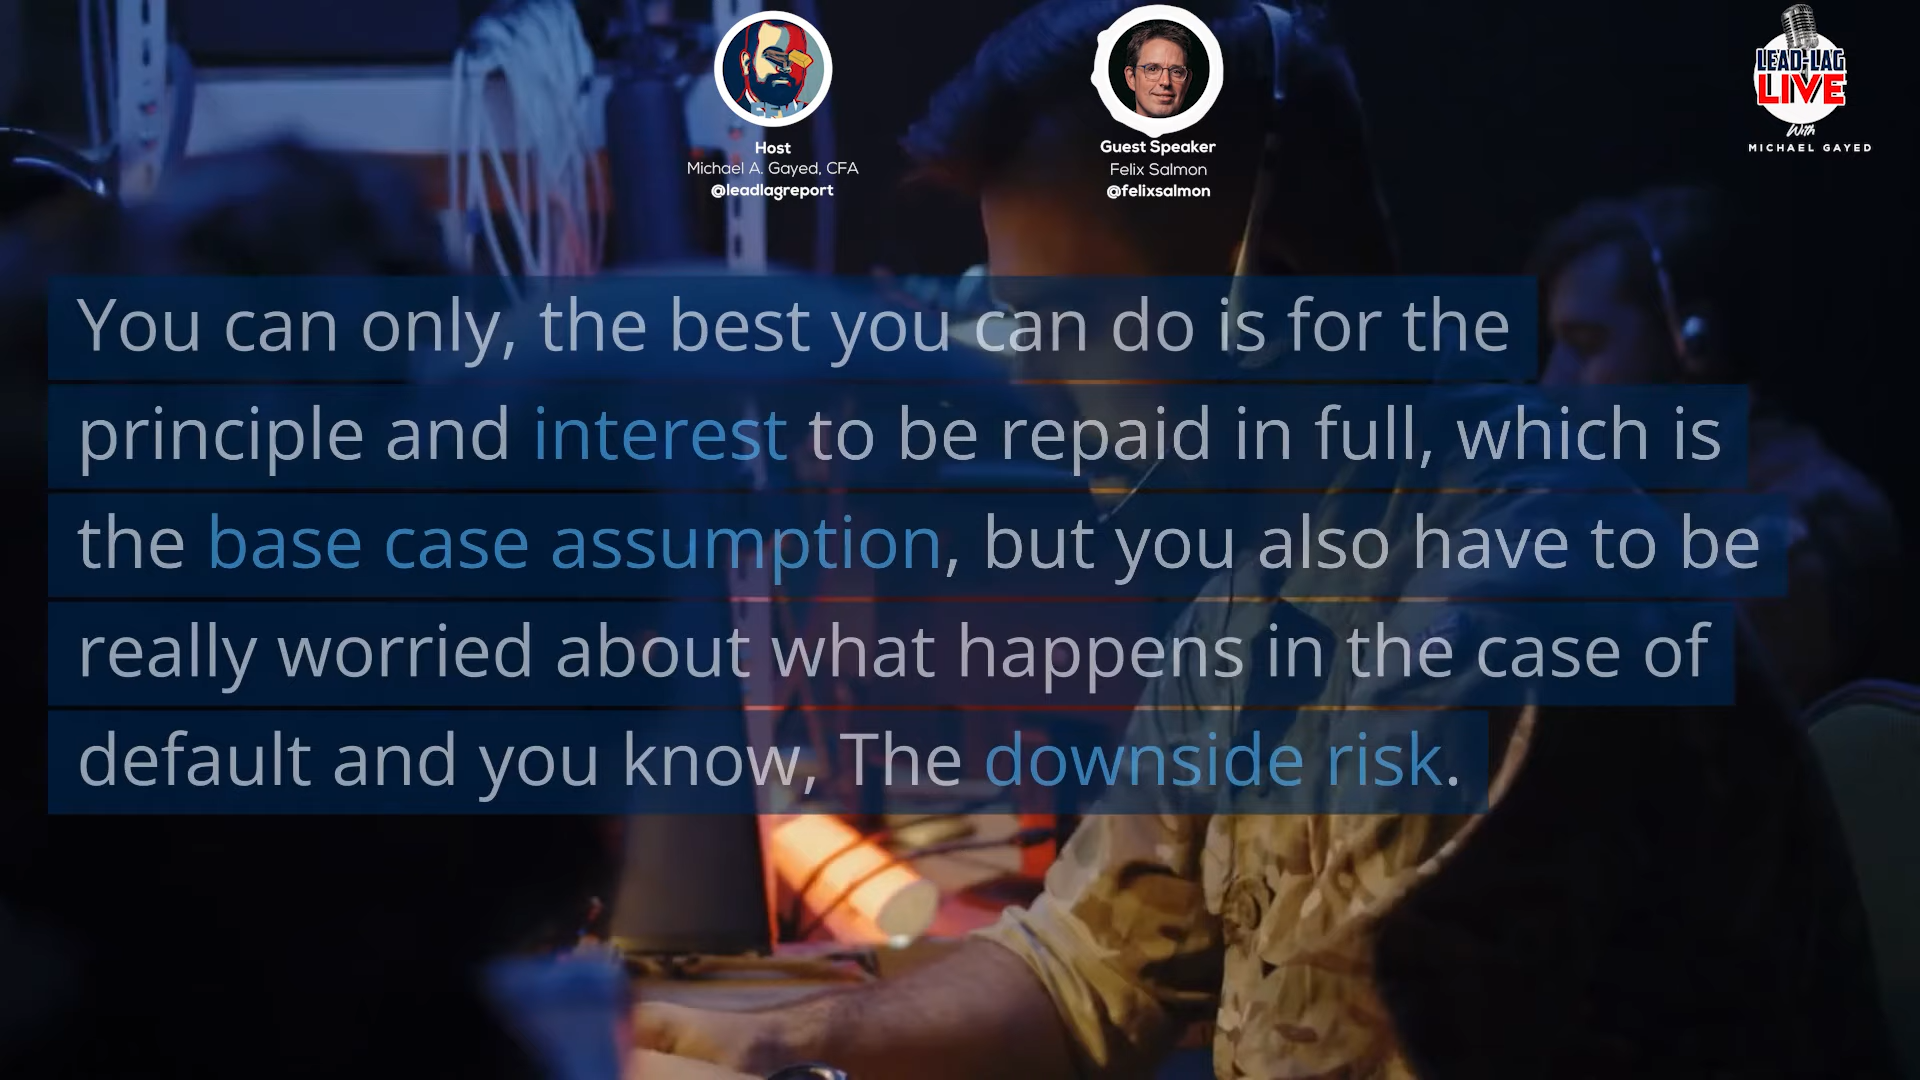 Host
Michael A. Gayed, CFA
@leadlagreport
Guest Speaker
Felix Salmon
@felixsalmon
LEAD-LAG
LIVE
With
MICHAEL GAYED
You can only, the best you can do is for the
principle and interest to be repaid in full, which is
the base case assumption, but you also have to be
really worried about what happens in the case of
default and you know, The downside risk.